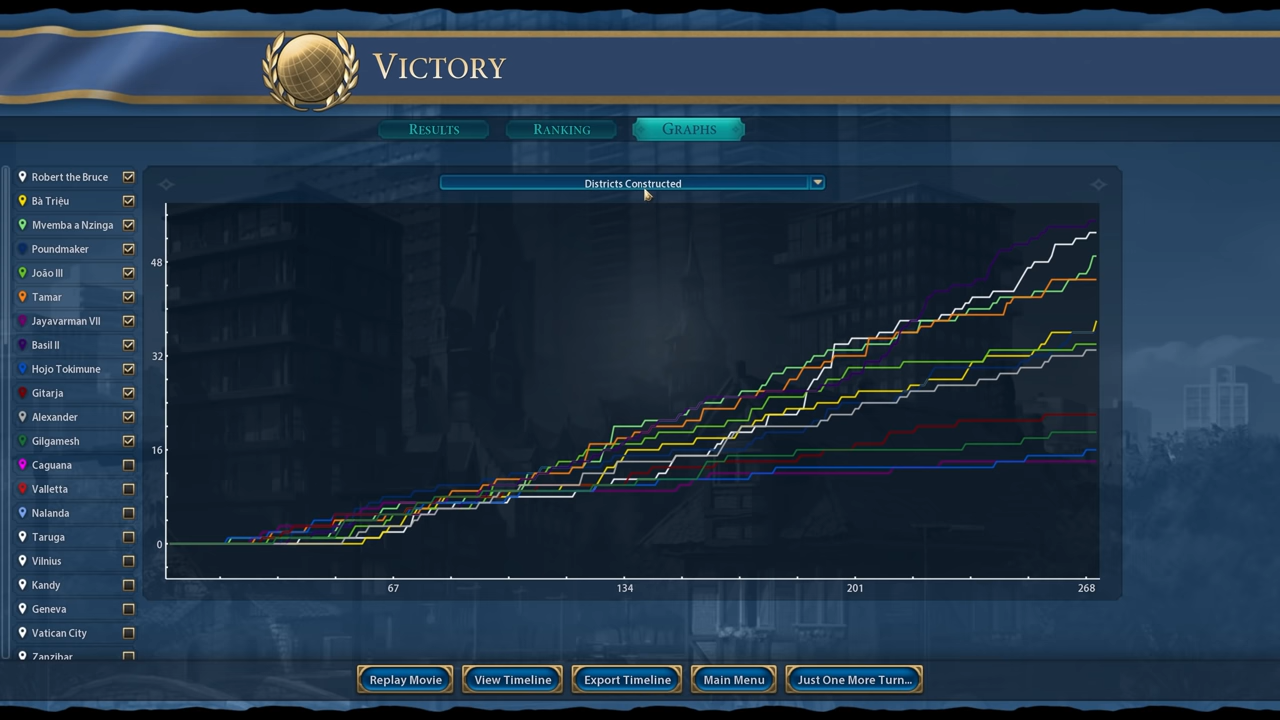 VICTORY
RESULTS
RANKING
GRAPHS
Robert the Bruce
Bà Triệu
Mvemba a Nzinga
Poundmaker
João III
Tamar
Jayavarman VII
Basil II
Hojo Tokimune
Gitarja
Alexander
Gilgamesh
Caguana
Valletta
Nalanda
Taruga
Vilnius
Kandy
Geneva
Vatican City
Zanzibar
Districts Constructed
48
32
16
0
67 134 201 268
Replay Movie
View Timeline
Export Timeline
Main Menu
Just One More Turn...